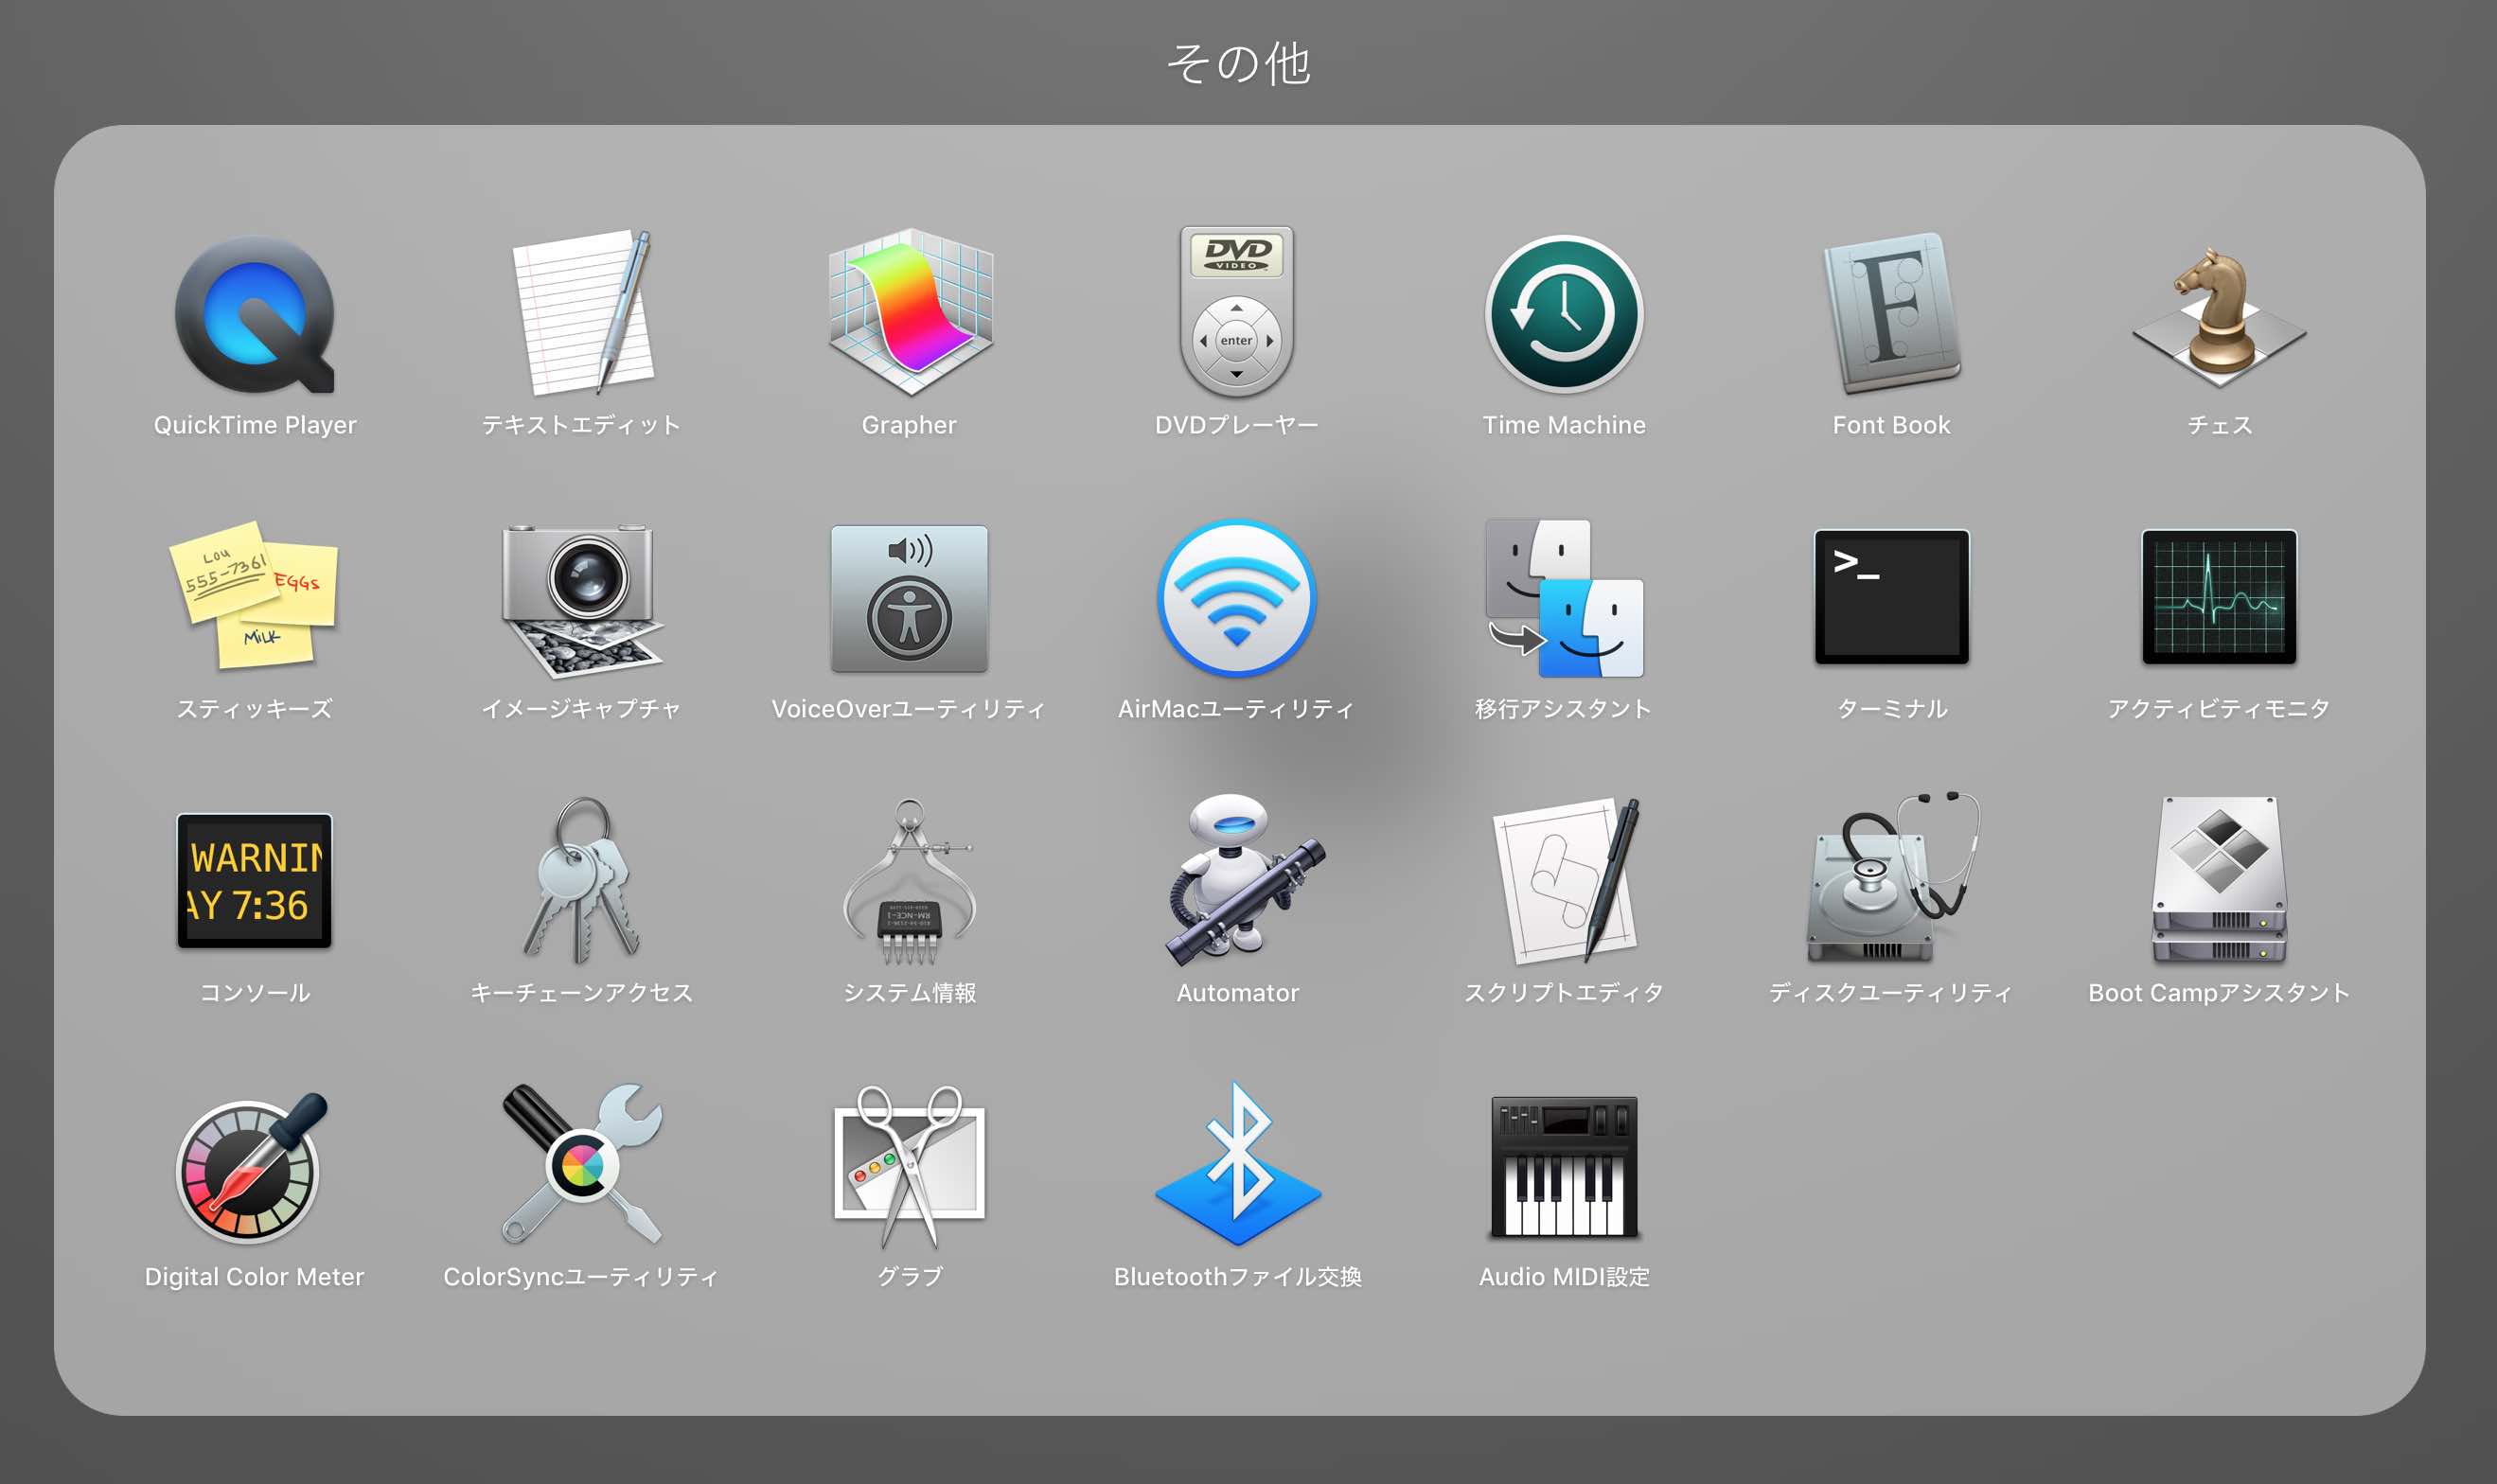 その他
DVD
VIDEO
enter
F
QuickTime Player
テキストエディット
Grapher
DVDプレーヤー
Time Machine
Font Book
チェス
Lou
555-7361
EGGs
MiLK
>_
スティッキーズ
イメージキャプチャ
VoiceOverユーティリティ
AirMacユーティリティ
移行アシスタント
ターミナル
アクティビティモニタ
WARNIN
AY 7:36
RM-NCE-1
コンソール
キーチェーンアクセス
システム情報
Automator
スクリプトエディタ
ディスクユーティリティ
Boot Campアシスタント
Digital Color Meter
ColorSyncユーティリティ
グラブ
Bluetoothファイル交換
Audio MIDI設定